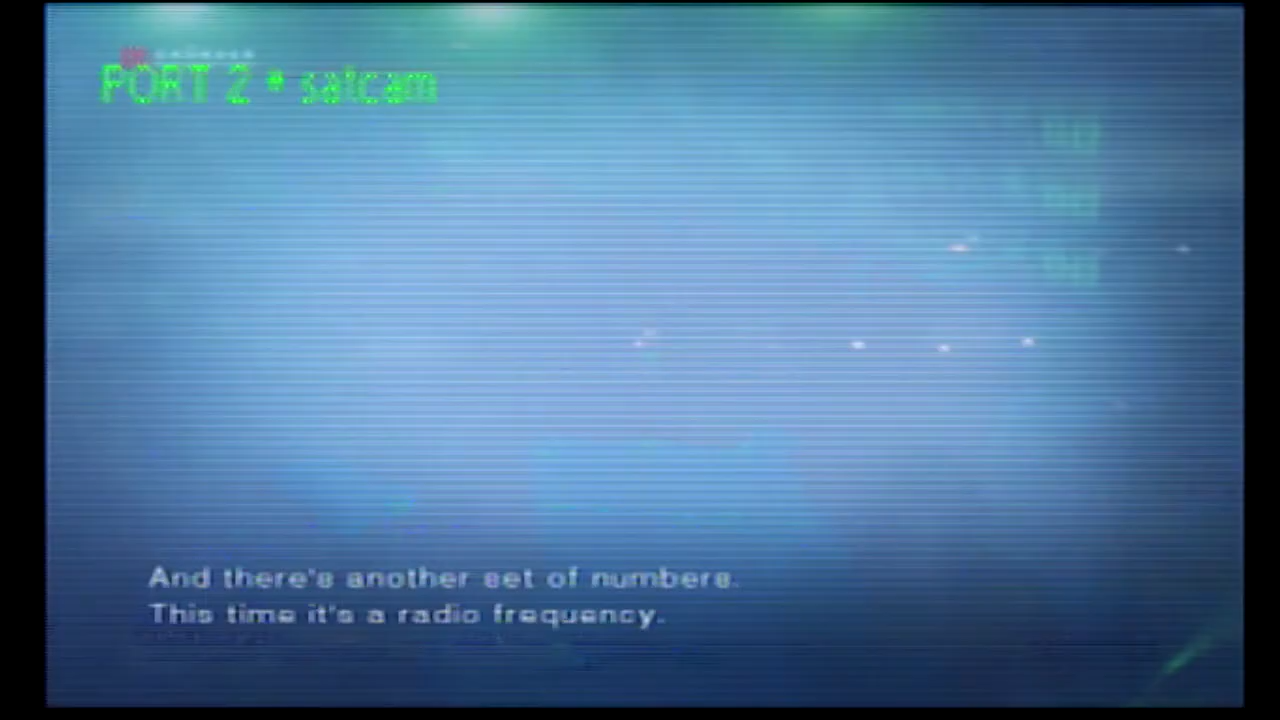 PORT 2 * satcam
And there's another set of numbers.
This time it's a radio frequency.